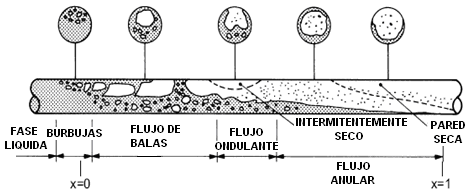 INTERMITENTEMENTE
SECO
PARED
SECA
FASE
LIQUIDA
BURBUJAS
FLUJO DE
BALAS
FLUJO
ONDULANTE
FLUJO
ANULAR
x=0
x=1